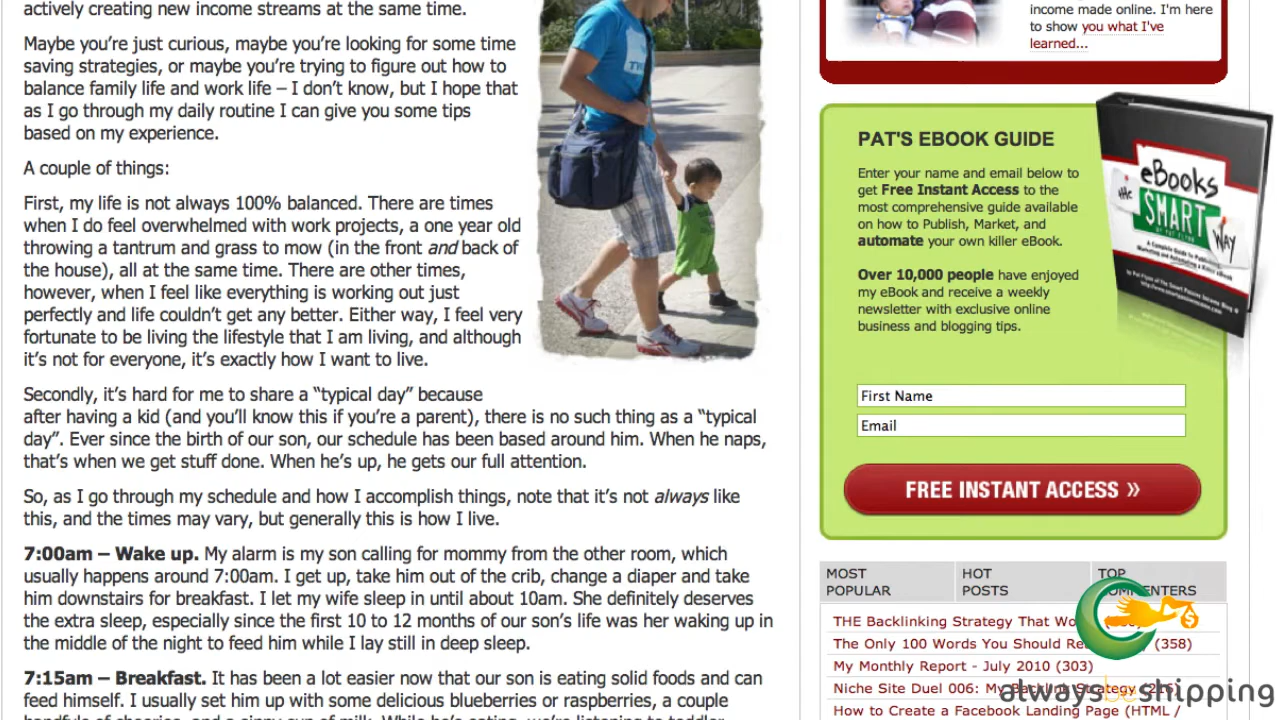 actively creating new income streams at the same time.
Maybe you’re just curious, maybe you’re looking for some time
saving strategies, or maybe you’re trying to figure out how to
balance family life and work life – I don’t know, but I hope that
as I go through my daily routine I can give you some tips
based on my experience.
A couple of things:
First, my life is not always 100% balanced. There are times
when I do feel overwhelmed with work projects, a one year old
throwing a tantrum and grass to mow (in the front and back of
the house), all at the same time. There are other times,
however, when I feel like everything is working out just
perfectly and life couldn’t get any better. Either way, I feel very
fortunate to be living the lifestyle that I am living, and although
it’s not for everyone, it’s exactly how I want to live.
Secondly, it’s hard for me to share a “typical day” because
after having a kid (and you’ll know this if you’re a parent), there is no such thing as a “typical
day”. Ever since the birth of our son, our schedule has been based around him. When he naps,
that’s when we get stuff done. When he’s up, he gets our full attention.
So, as I go through my schedule and how I accomplish things, note that it’s not always like
this, and the times may vary, but generally this is how I live.
7:00am – Wake up. My alarm is my son calling for mommy from the other room, which
usually happens around 7:00am. I get up, take him out of the crib, change a diaper and take
him downstairs for breakfast. I let my wife sleep in until about 10am. She definitely deserves
the extra sleep, especially since the first 10 to 12 months of our son’s life was her waking up in
the middle of the night to feed him while I lay still in deep sleep.
7:15am – Breakfast. It has been a lot easier now that our son is eating solid foods and can
feed himself. I usually set him up with some delicious blueberries or raspberries, a couple
handfuls of cheerios, and a sippy cup of milk. While he’s eating, we’re listening to toddler
income made online. I'm here
to show you what I've
learned...
PAT'S EBOOK GUIDE
Enter your name and email below to
get Free Instant Access to the
most comprehensive guide available
on how to Publish, Market, and
automate your own killer eBook.
Over 10,000 people have enjoyed
my eBook and receive a weekly
newsletter with exclusive online
business and blogging tips.
eBooks
THE SMART WAY
First Name
Email
FREE INSTANT ACCESS »
MOST POPULAR
HOT POSTS
TOP COMMENTERS
THE Backlinking Strategy That
The Only 100 Words You Should (358)
My Monthly Report - July 2010 (303)
Niche Site Duel 006: My Backlink Strategy (216)
How to Create a Facebook Landing Page (HTML /
alwaysbeshipping